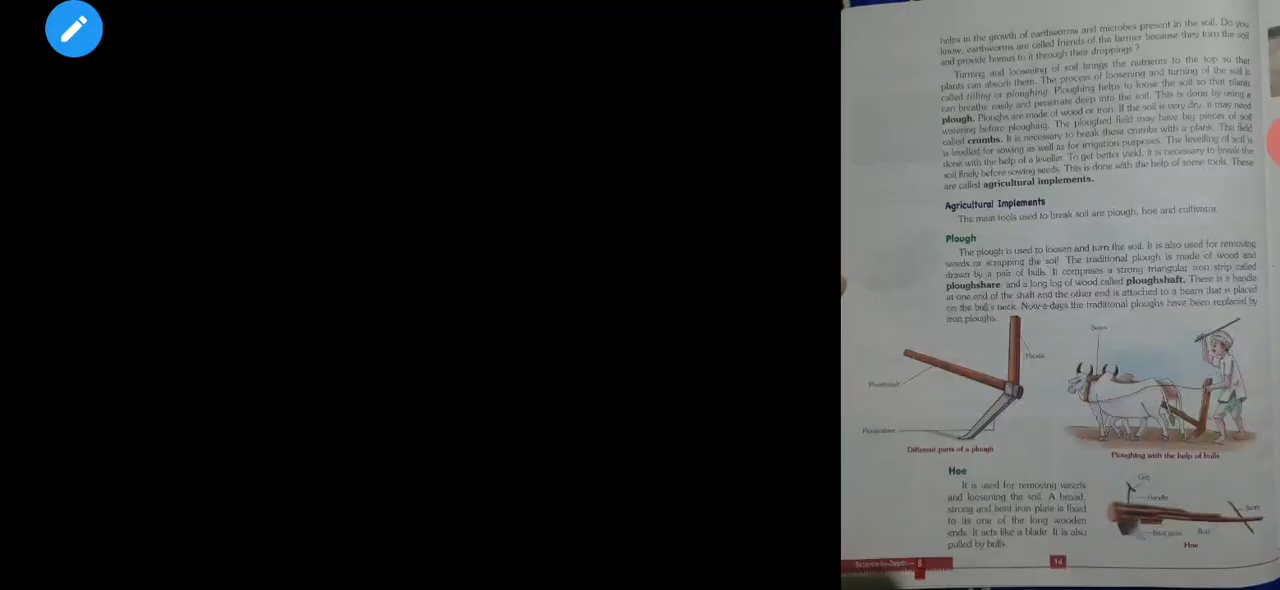 helps in the growth of earthworms and microbes present in the soil. Do you
know, earthworms are called friends of the farmer because they turn the soil
and provide humus to it through their droppings ?
Turning and loosening of soil brings the nutrients to the top so that
plants can absorb them. The process of loosening and turning of the soil is
called tilling or ploughing. Ploughing helps to loose the soil so that plants
can breathe easily and penetrate deep into the soil. This is done by using a
plough. Ploughs are made of wood or iron. If the soil is very dry, it may need
watering before ploughing. The ploughed field may have big pieces of soil
called crumbs. It is necessary to break these crumbs with a plank. The field
is levelled for sowing as well as for irrigation purposes. The levelling of soil is
done with the help of a leveller. To get better yield, it is necessary to break the
soil finely before sowing seeds. This is done with the help of some tools. These
are called agricultural implements.
Agricultural Implements
The main tools used to break soil are plough, hoe and cultivator.
Plough
The plough is used to loosen and turn the soil. It is also used for removing
weeds or scrapping the soil. The traditional plough is made of wood and
drawn by a pair of bulls. It comprises a strong triangular iron strip called
ploughshare, and a long log of wood called ploughshaft. There is a handle
at one end of the shaft and the other end is attached to a beam that is placed
on the bull's neck. Now-a-days the traditional ploughs have been replaced by
iron ploughs.
Beam
Handle
Ploughshaft
Ploughshare
Different parts of a plough
Ploughing with the help of bulls
Hoe
It is used for removing weeds
and loosening the soil. A broad,
strong and bent iron plate is fixed
to its one of the long wooden
ends. It acts like a blade. It is also
pulled by bulls.
Grip
Handle
Beam
Bent plate
Rod
Hoe
Science-In-Depth—8
14